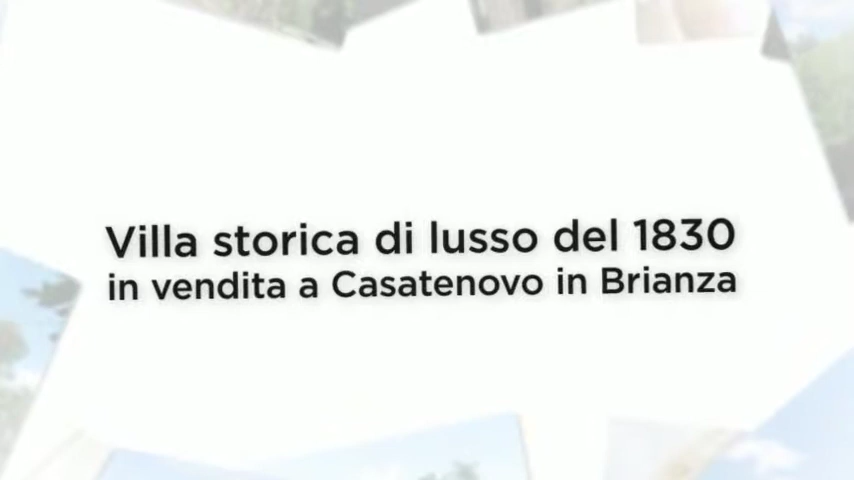 Villa storica di lusso del 1830
in vendita a Casatenovo in Brianza